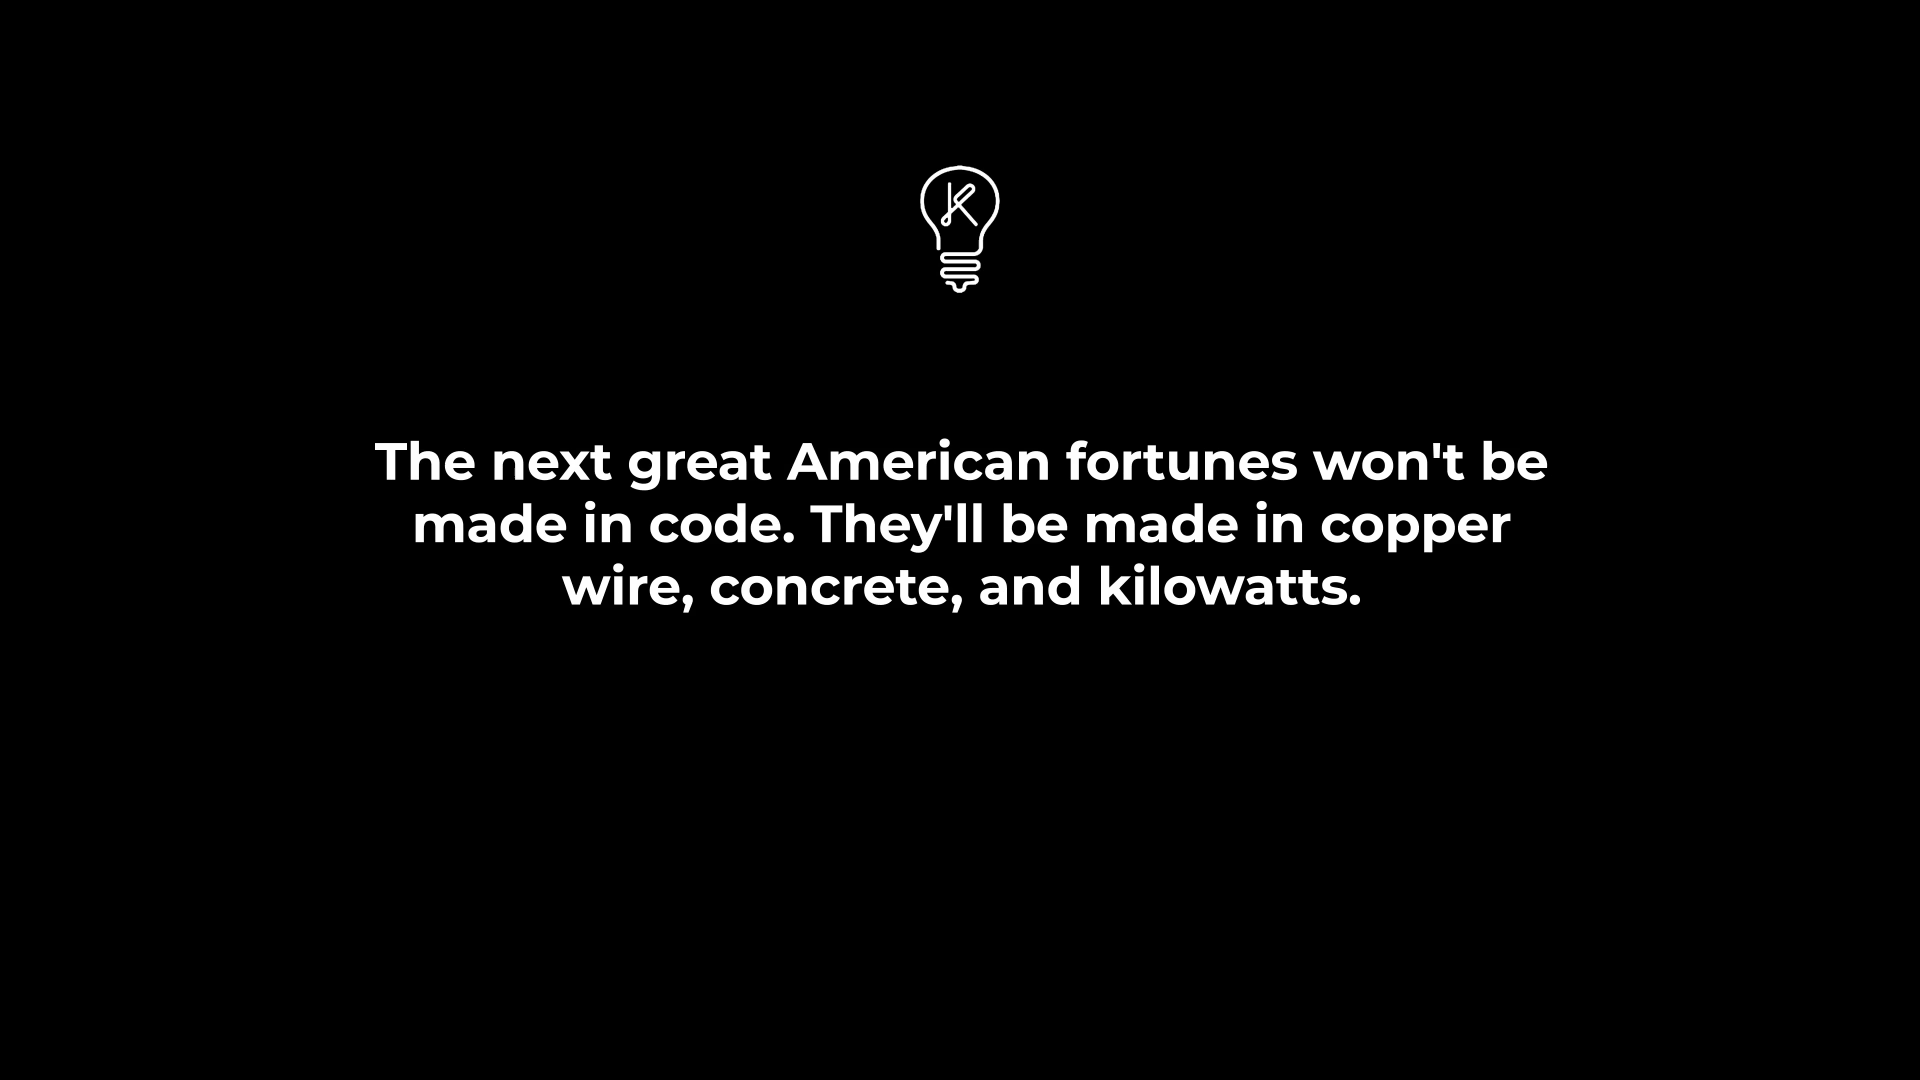 K
The next great American fortunes won't be
made in code. They'll be made in copper
wire, concrete, and kilowatts.